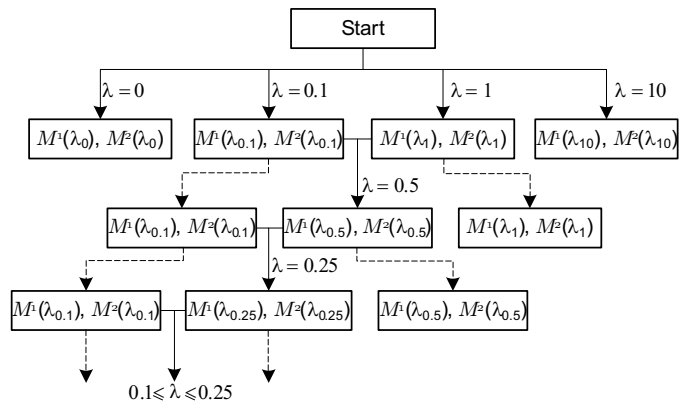 Start
λ = 0 λ = 0.1 λ = 1 λ = 10
M¹(λ₀), M²(λ₀) M¹(λ₀.₁), M²(λ₀.₁) M¹(λ₁), M²(λ₁) M¹(λ₁₀), M²(λ₁₀)
λ = 0.5
M¹(λ₀.₁), M²(λ₀.₁) M¹(λ₀.₅), M²(λ₀.₅) M¹(λ₁), M²(λ₁)
λ = 0.25
M¹(λ₀.₁), M²(λ₀.₁) M¹(λ₀.₂₅), M²(λ₀.₂₅) M¹(λ₀.₅), M²(λ₀.₅)
0.1≤ λ ≤0.25